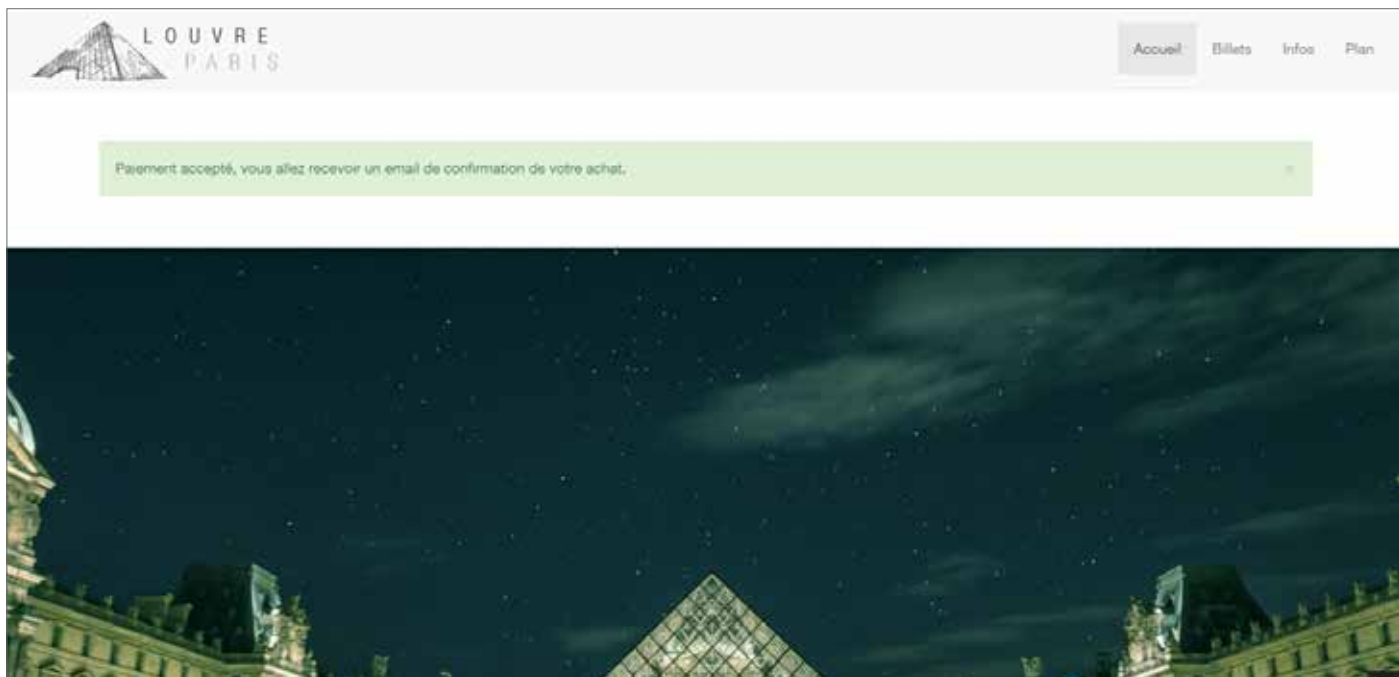 LOUVRE
PARIS
Accueil Billets Infos Plan
Paiement accepté, vous allez recevoir un email de confirmation de votre achat.